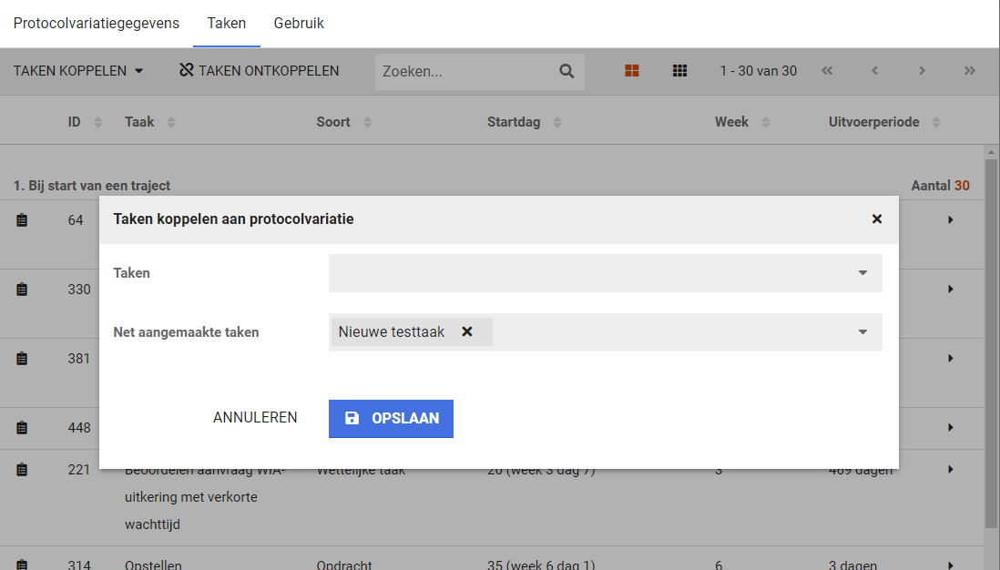 Protocolvariatiegegevens Taken Gebruik
TAKEN KOPPELEN TAKEN ONTKOPPELEN Zoeken... 1 - 30 van 30
ID Taak Soort Startdag Week Uitvoerperiode
1. Bij start van een traject Aantal 30
64
Taken koppelen aan protocolvariatie
Taken
330
Net aangemaakte taken Nieuwe testtaak
381
ANNULEREN OPSLAAN
448
221 Beoordelen aanvraag WIA- Wettelijke taak 20 (week 3 dag 7) 3 469 dagen
uitkering met verkorte
wachttijd
314 Opstellen Opdracht 35 (week 6 dag 1) 6 3 dagen